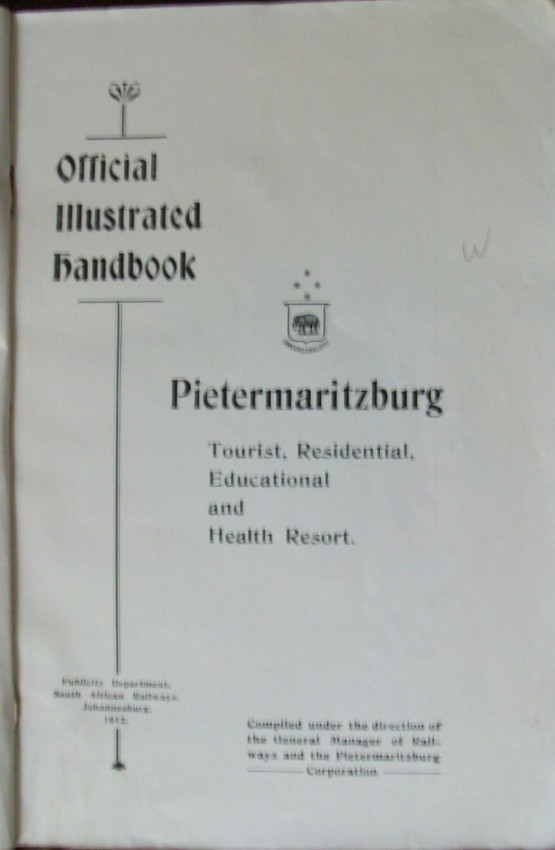 Official
Illustrated
Handbook
W
Pietermaritzburg
Tourist, Residential,
Educational
and
Health Resort.
Publicity Department,
South African Railways,
Johannesburg.
Compiled under the direction of
the General Manager of Rail-
ways and the Pietermaritzburg
Corporation.